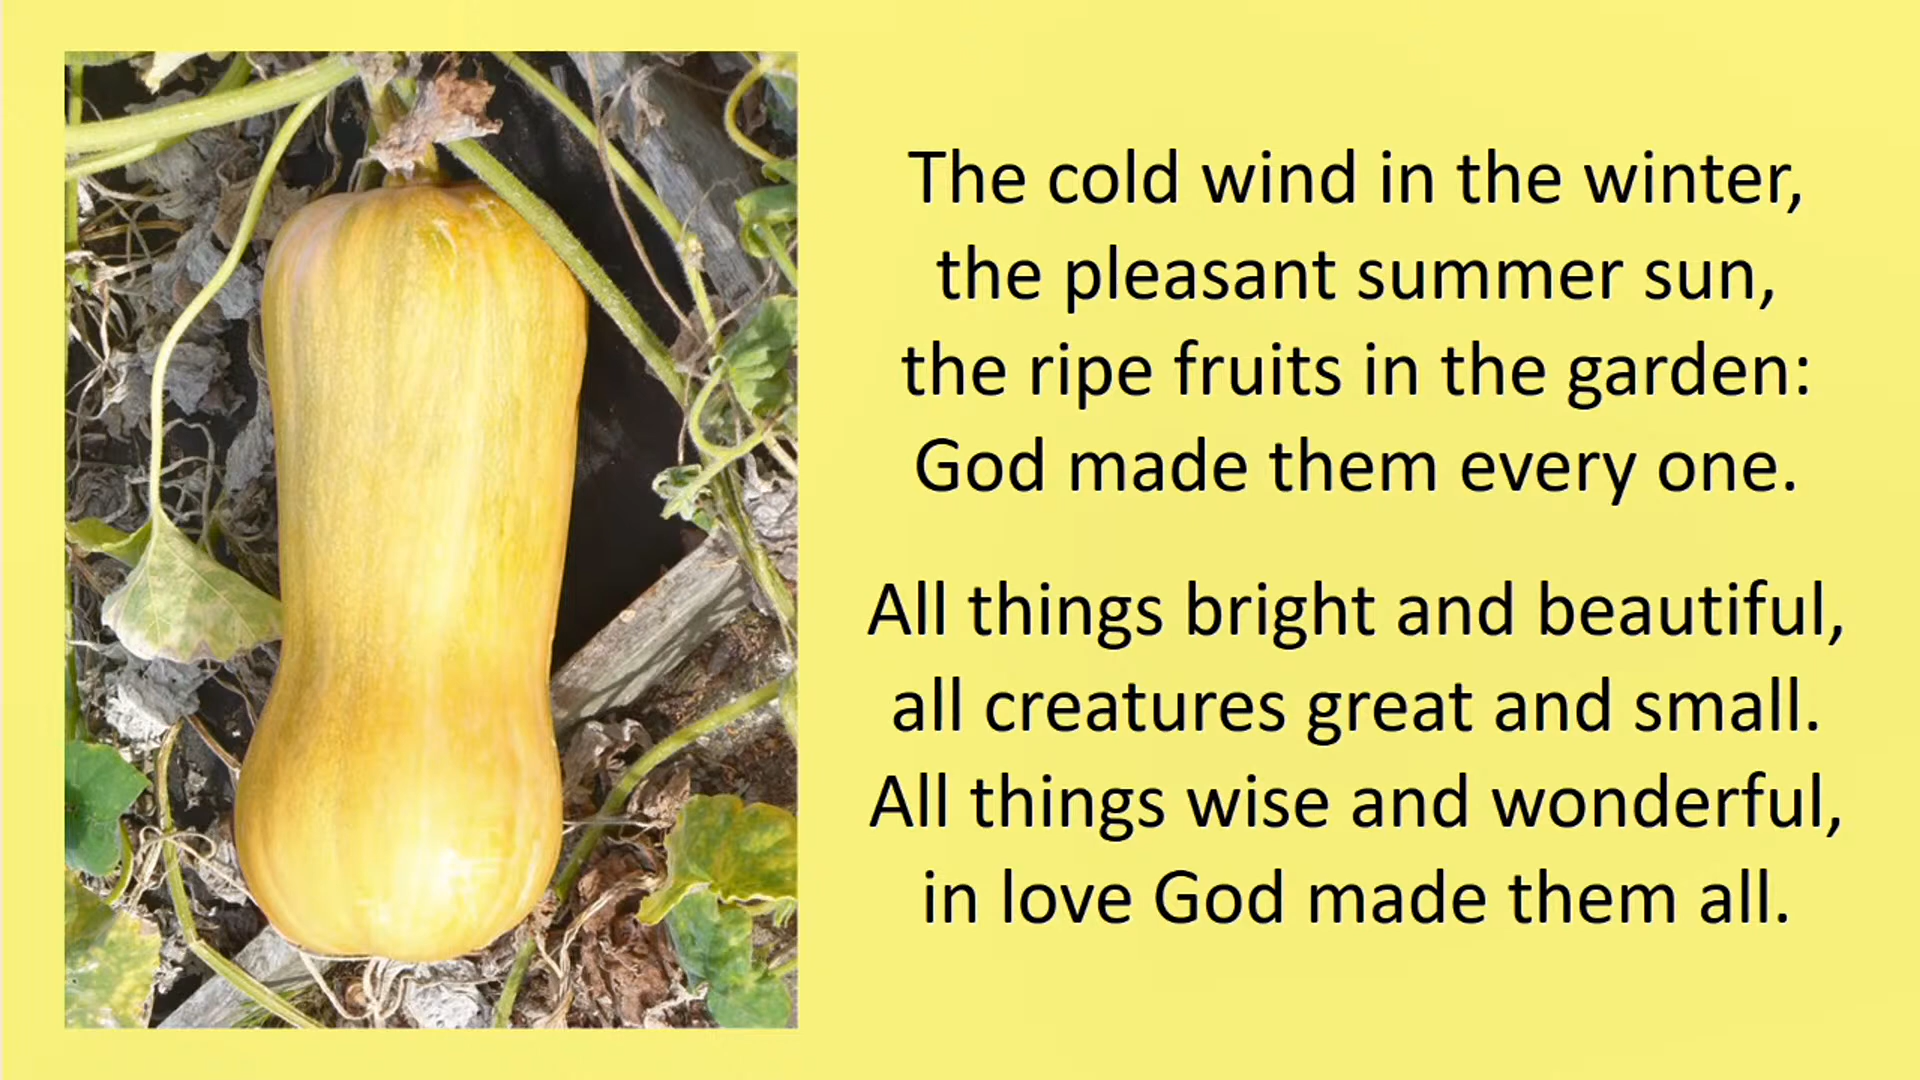 The cold wind in the winter,
the pleasant summer sun,
the ripe fruits in the garden:
God made them every one.
All things bright and beautiful,
all creatures great and small.
All things wise and wonderful,
in love God made them all.